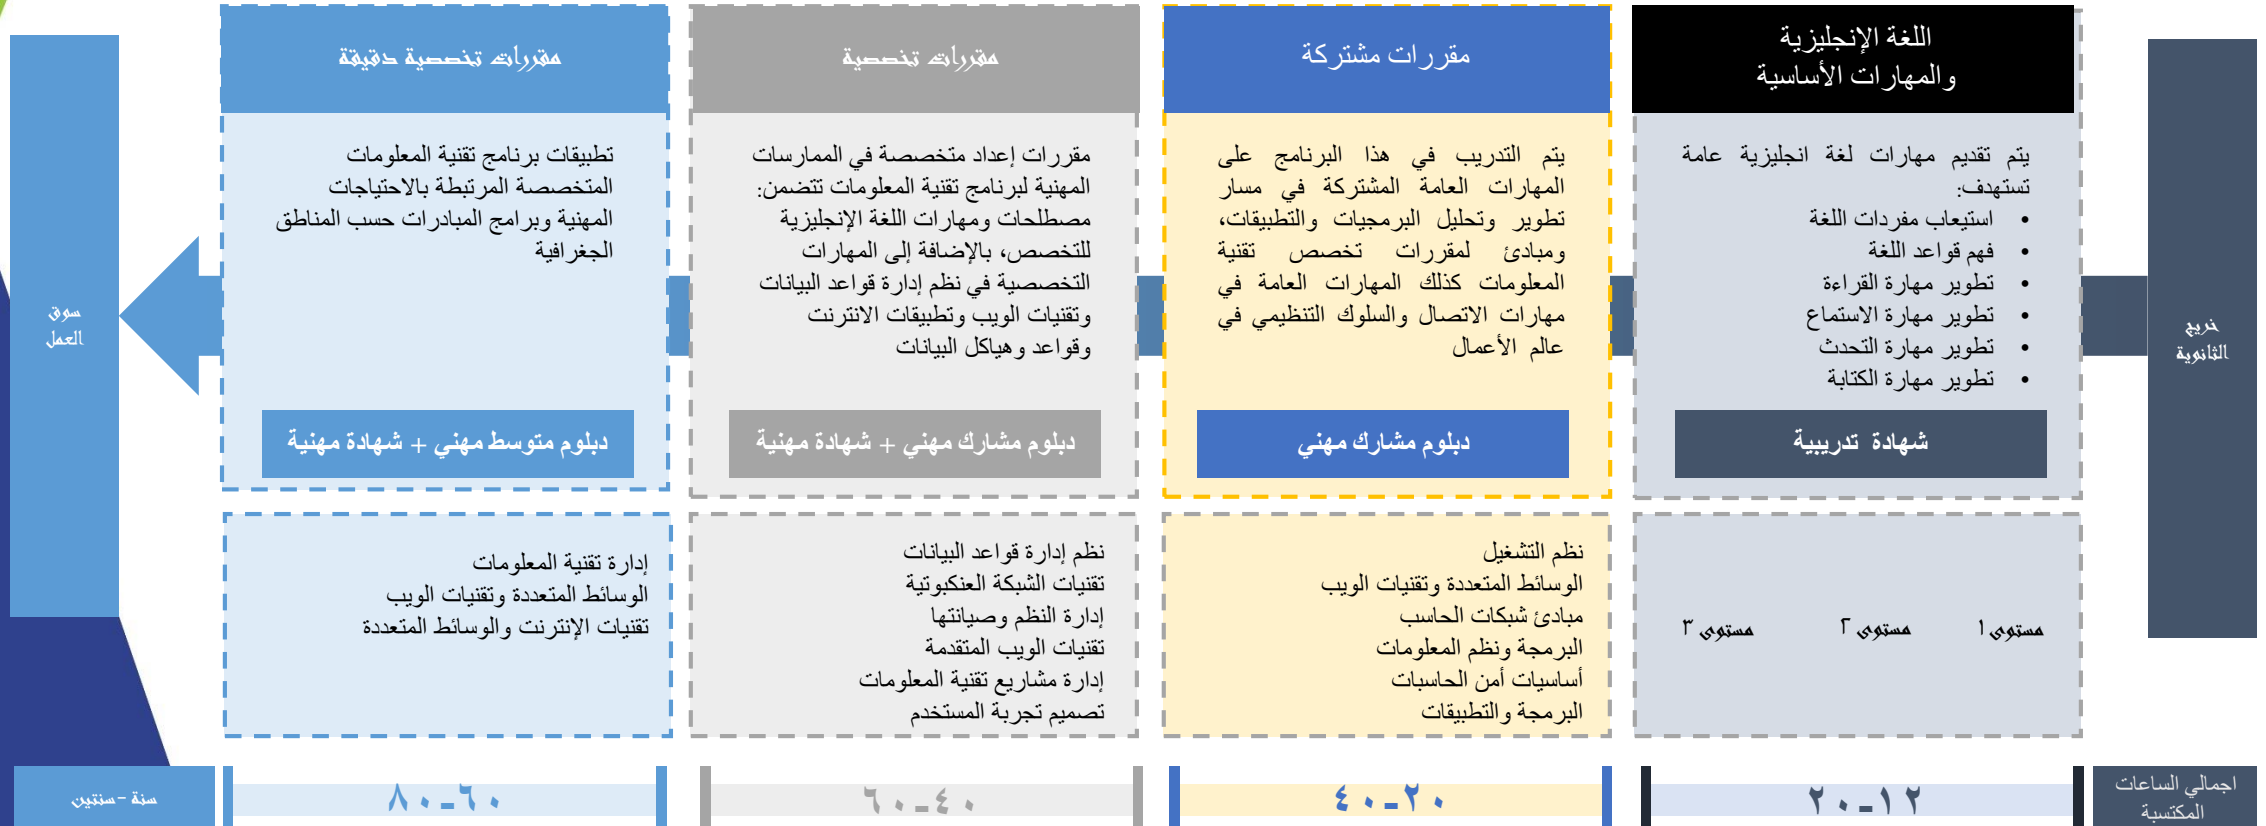 خريج
الثانوية
اللغة الإنجليزية
والمهارات الأساسية
يتم تقديم مهارات لغة انجليزية عامة
تستهدف:
• استيعاب مفردات اللغة
• فهم قواعد اللغة
• تطوير مهارة القراءة
• تطوير مهارة الاستماع
• تطوير مهارة التحدث
• تطوير مهارة الكتابة
شهادة تدريبية
مستوى ١ مستوى ٢ مستوى ٣
مقررات مشتركة
يتم التدريب في هذا البرنامج على
المهارات العامة المشتركة في مسار
تطوير وتحليل البرمجيات والتطبيقات،
ومبادئ لمقررات تخصص تقنية
المعلومات كذلك المهارات العامة في
مهارات الاتصال والسلوك التنظيمي في
عالم الأعمال
دبلوم مشارك مهني
نظم التشغيل
الوسائط المتعددة وتقنيات الويب
مبادئ شبكات الحاسب
البرمجة ونظم المعلومات
أساسيات أمن الحاسبات
البرمجة والتطبيقات
مقررات تخصصية
مقررات إعداد متخصصة في الممارسات
المهنية لبرنامج تقنية المعلومات تتضمن:
مصطلحات ومهارات اللغة الإنجليزية
للتخصص، بالإضافة إلى المهارات
التخصصية في نظم إدارة قواعد البيانات
وتقنيات الويب وتطبيقات الانترنت
وقواعد وهياكل البيانات
دبلوم مشارك مهني + شهادة مهنية
نظم إدارة قواعد البيانات
تقنيات الشبكة العنكبوتية
إدارة النظم وصيانتها
تقنيات الويب المتقدمة
إدارة مشاريع تقنية المعلومات
تصميم تجربة المستخدم
مقررات تخصصية دقيقة
تطبيقات برنامج تقنية المعلومات
المتخصصة المرتبطة بالاحتياجات
المهنية وبرامج المبادرات حسب المناطق
الجغرافية
دبلوم متوسط مهني + شهادة مهنية
إدارة تقنية المعلومات
الوسائط المتعددة وتقنيات الويب
تقنيات الإنترنت والوسائط المتعددة
سوق
العمل
اجمالي الساعات
المكتسبة
١٢-٢٠
٢٠-٤٠
٤٠-٦٠
٦٠-٨٠
سنة - سنتين